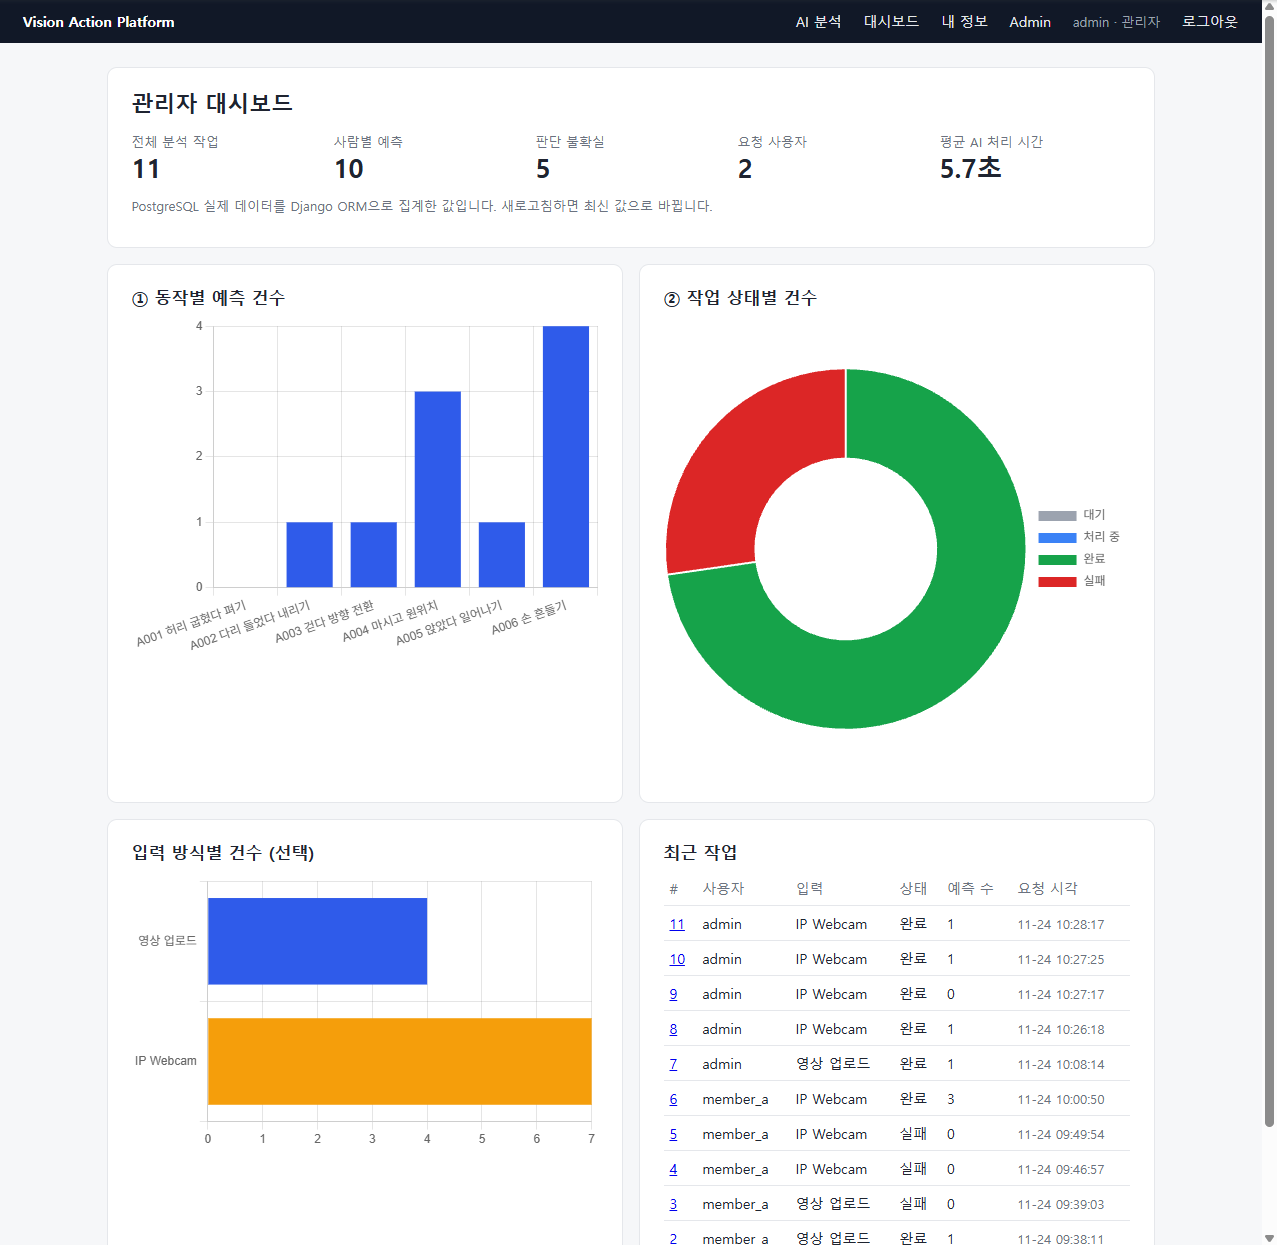 Vision Action Platform
AI 분석 대시보드 내 정보 Admin admin · 관리자 로그아웃
관리자 대시보드
전체 분석 작업 사람별 예측 판단 불확실 요청 사용자 평균 AI 처리 시간
11 10 5 2 5.7초
PostgreSQL 실제 데이터를 Django ORM으로 집계한 값입니다. 새로고침하면 최신 값으로 바뀝니다.
① 동작별 예측 건수
4
3
2
1
0
A001 허리 굽혔다 펴기
A002 다리 들었다 내리기
A003 걷다 방향 전환
A004 마시고 원위치
A005 앉았다 일어나기
A006 손 흔들기
② 작업 상태별 건수
대기
처리 중
완료
실패
입력 방식별 건수 (선택)
영상 업로드
IP Webcam
0 1 2 3 4 5 6 7
최근 작업
# 사용자 입력 상태 예측 수 요청 시각
11 admin IP Webcam 완료 1 11-24 10:28:17
10 admin IP Webcam 완료 1 11-24 10:27:25
9 admin IP Webcam 완료 0 11-24 10:27:17
8 admin IP Webcam 완료 1 11-24 10:26:18
7 admin 영상 업로드 완료 1 11-24 10:08:14
6 member_a IP Webcam 완료 3 11-24 10:00:50
5 member_a IP Webcam 실패 0 11-24 09:49:54
4 member_a IP Webcam 실패 0 11-24 09:46:57
3 member_a 영상 업로드 실패 0 11-24 09:39:03
2 member_a 영상 업로드 완료 1 11-24 09:38:11